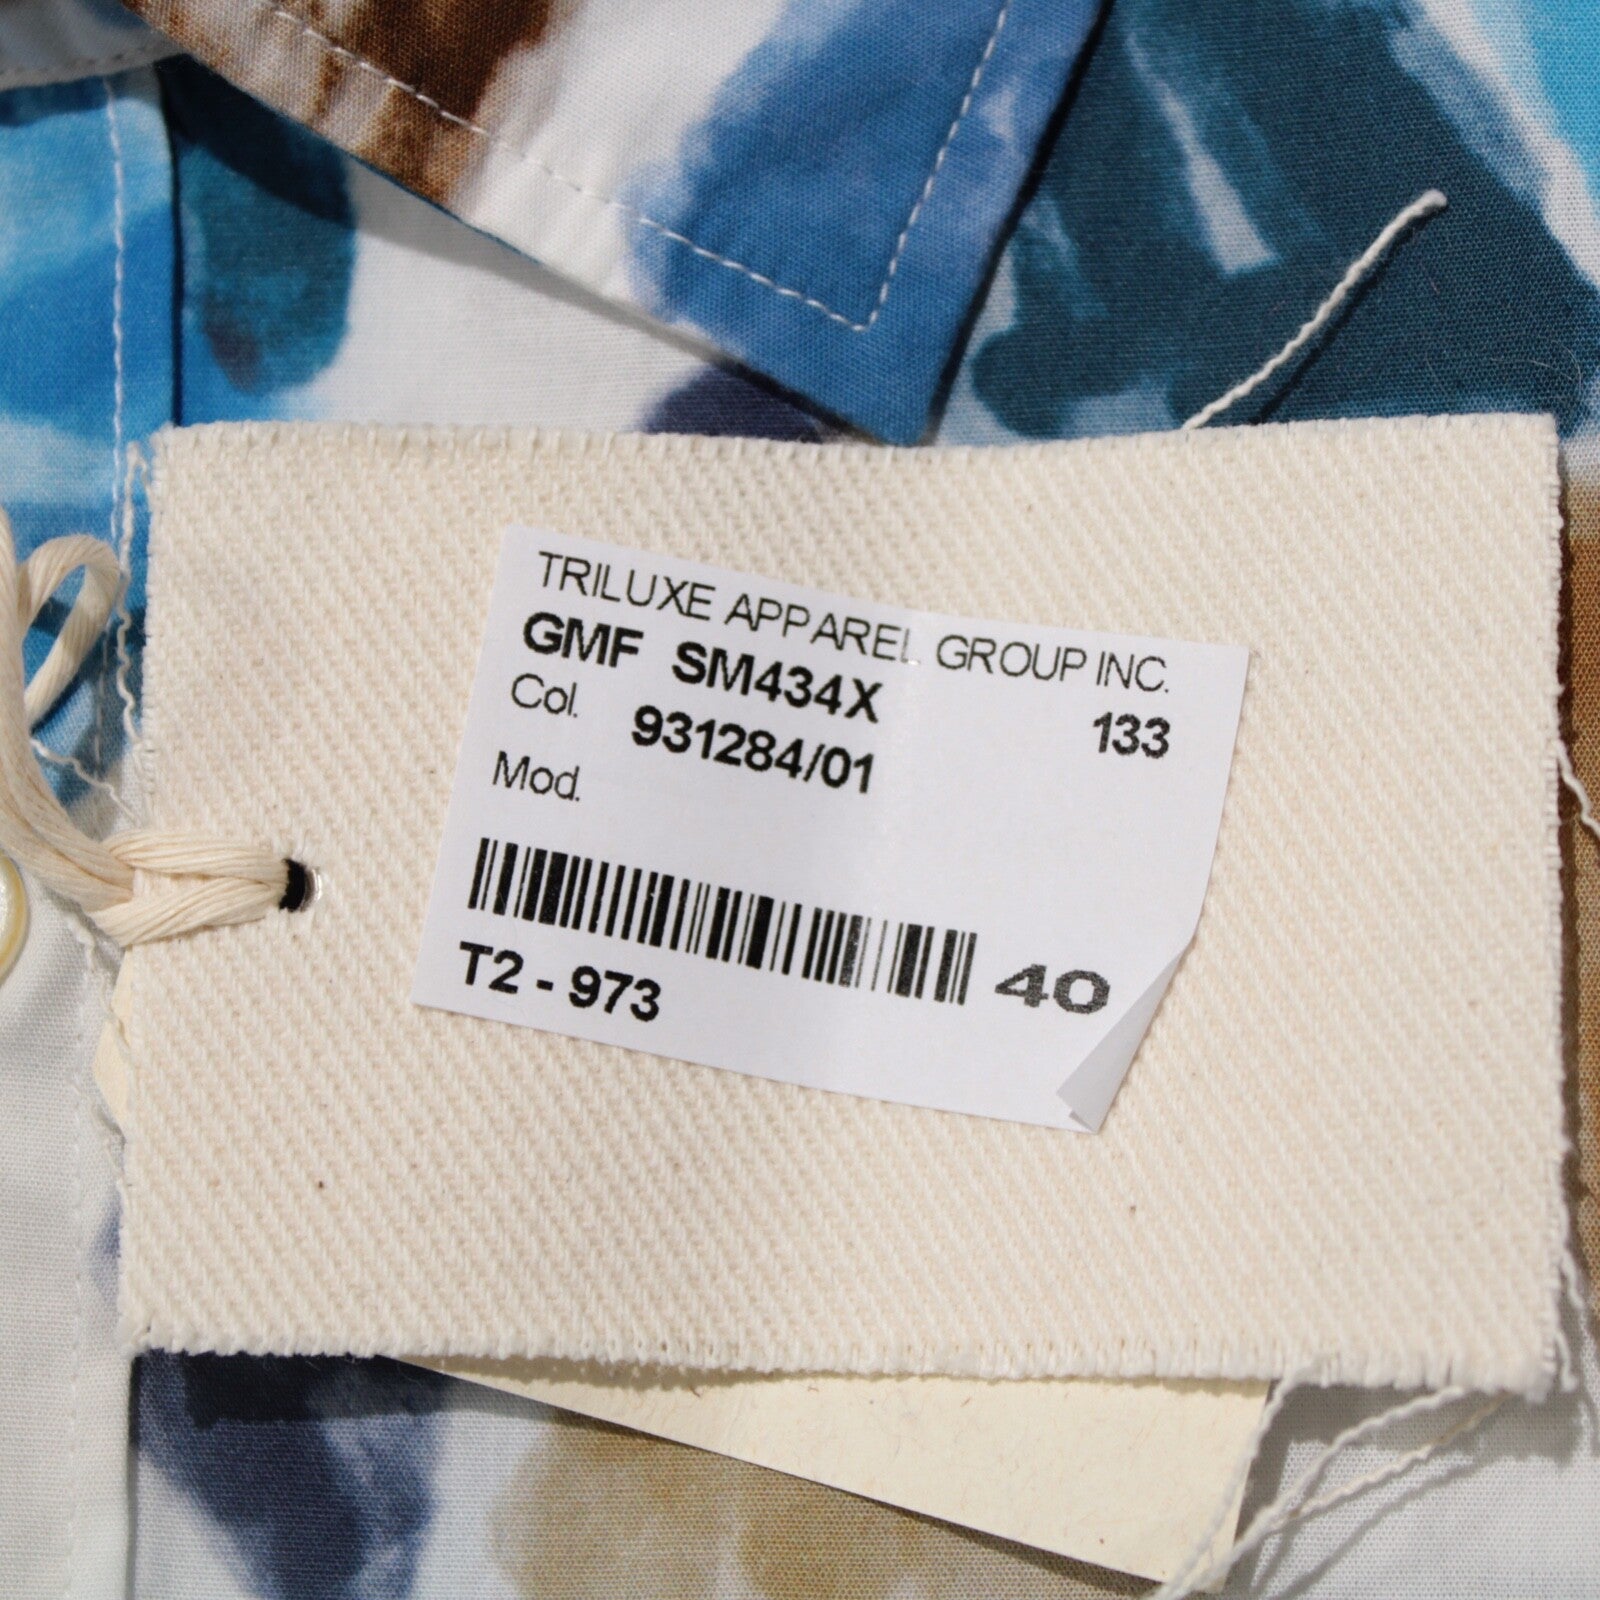 TRILUXE APPAREL GROUP INC.
GMF SM434X
Col. 931284/01 133
Mod.
T2 - 973 40